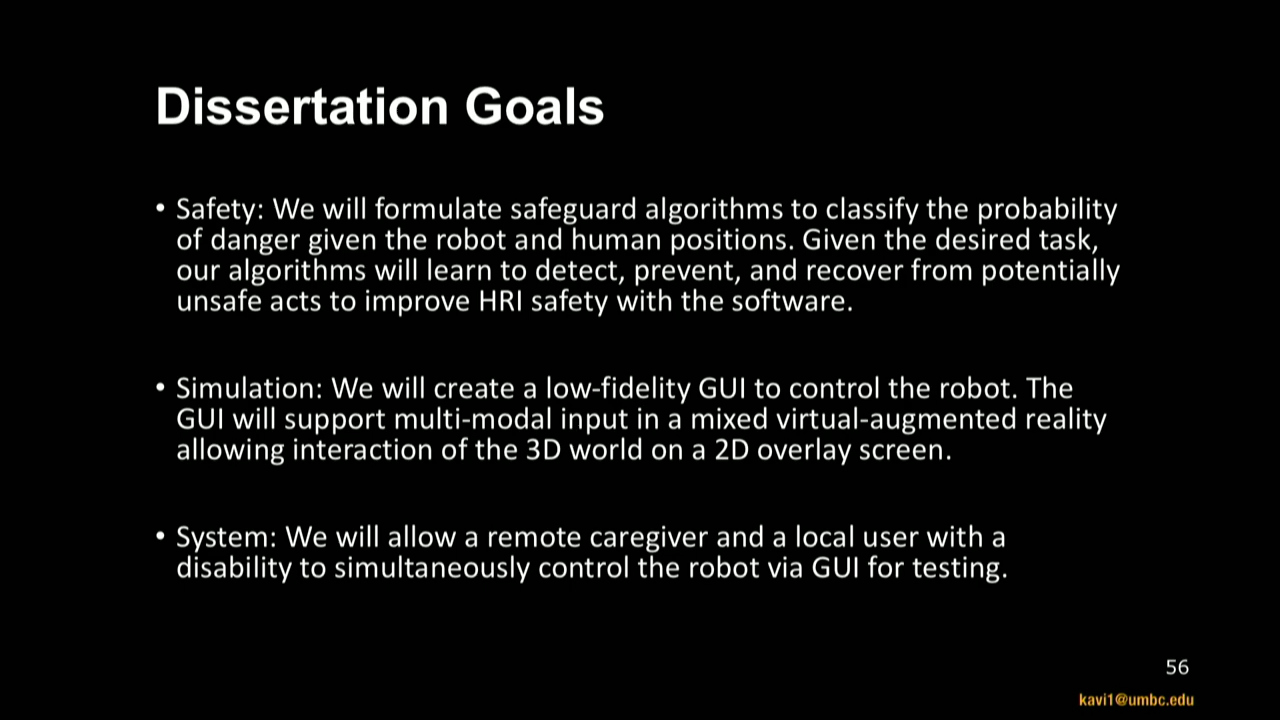 Dissertation Goals
• Safety: We will formulate safeguard algorithms to classify the probability
of danger given the robot and human positions. Given the desired task,
our algorithms will learn to detect, prevent, and recover from potentially
unsafe acts to improve HRI safety with the software.
• Simulation: We will create a low-fidelity GUI to control the robot. The
GUI will support multi-modal input in a mixed virtual-augmented reality
allowing interaction of the 3D world on a 2D overlay screen.
• System: We will allow a remote caregiver and a local user with a
disability to simultaneously control the robot via GUI for testing.
56
kavi1@umbc.edu